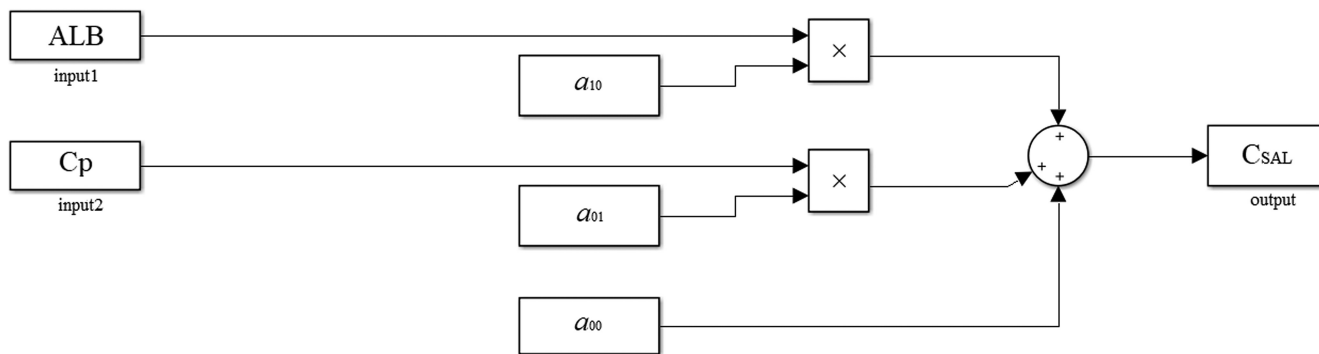 ALB
input1
a10
×
Cp
input2
a01
×
a00
+
+
+
CSAL
output